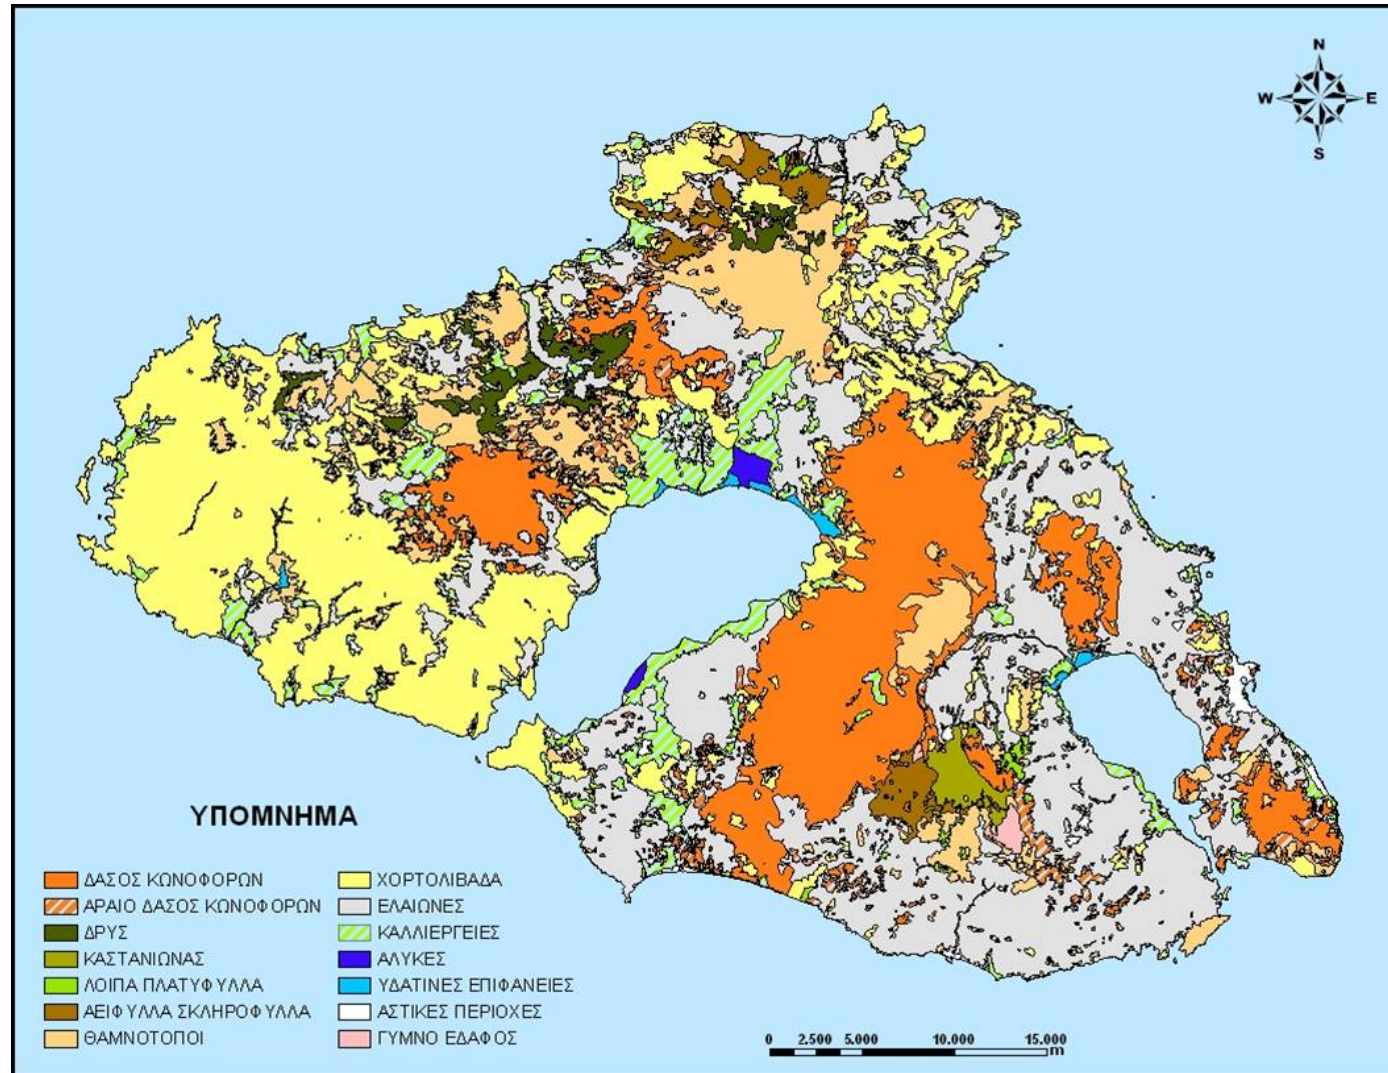 N
W E
S
ΥΠΟΜΝΗΜΑ
ΔΑΣΟΣ ΚΩΝΟΦΟΡΩΝ
ΑΡΑΙΟ ΔΑΣΟΣ ΚΩΝΟΦΟΡΩΝ
ΔΡΥΣ
ΚΑΣΤΑΝΙΩΝΑΣ
ΛΟΙΠΑ ΠΛΑΤΥΦΥΛΛΑ
ΑΕΙΦΥΛΛΑ ΣΚΛΗΡΟΦΥΛΛΑ
ΘΑΜΝΟΤΟΠΟΙ
ΧΟΡΤΟΛΙΒΑΔΑ
ΕΛΑΙΩΝΕΣ
ΚΑΛΛΙΕΡΓΕΙΕΣ
ΑΛΥΚΕΣ
ΥΔΑΤΙΝΕΣ ΕΠΙΦΑΝΕΙΕΣ
ΑΣΤΙΚΕΣ ΠΕΡΙΟΧΕΣ
ΓΥΜΝΟ ΕΔΑΦΟΣ
0 2.500 5.000 10.000 15.000
m